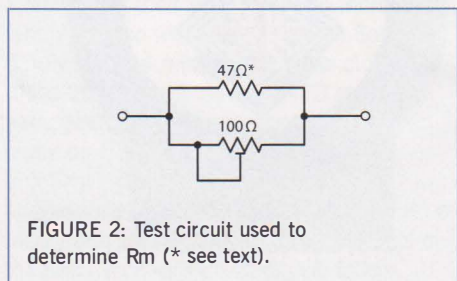 47Ω*
100Ω
FIGURE 2: Test circuit used to
determine Rm (* see text).